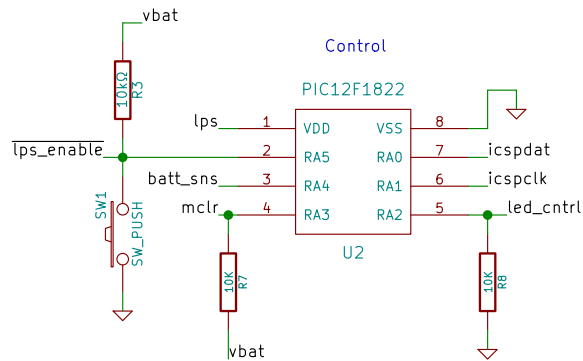 vbat
Control
10kΩ
R3
PIC12F1822
lps
1
VDD
VSS
8
lps_enable
2
RA5
RA0
7
icspdat
batt_sns
3
RA4
RA1
6
icspclk
mclr
4
RA3
RA2
5
led_cntrl
SW1
SW_PUSH
U2
10K
R7
10K
R8
vbat